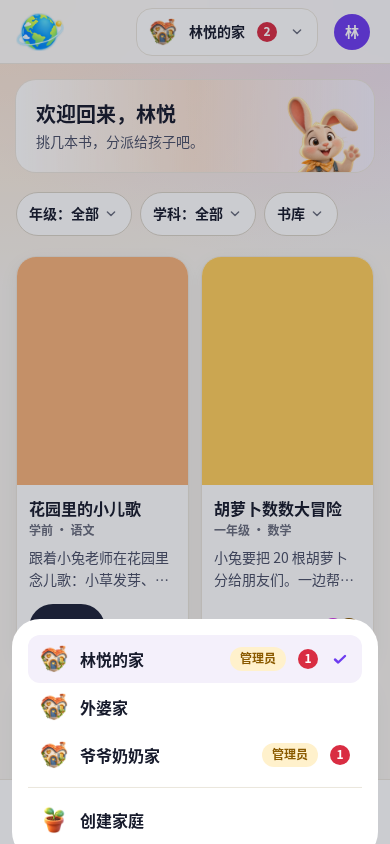 林悦的家 2
林
欢迎回来，林悦
挑几本书，分派给孩子吧。
年级：全部 学科：全部 书库
花园里的小儿歌
学前 • 语文
跟着小兔老师在花园里
念儿歌：小草发芽、…
胡萝卜数数大冒险
一年级 • 数学
小兔要把 20 根胡萝卜
分给朋友们。一边帮…
林悦的家 管理员 1
外婆家
爷爷奶奶家 管理员 1
创建家庭